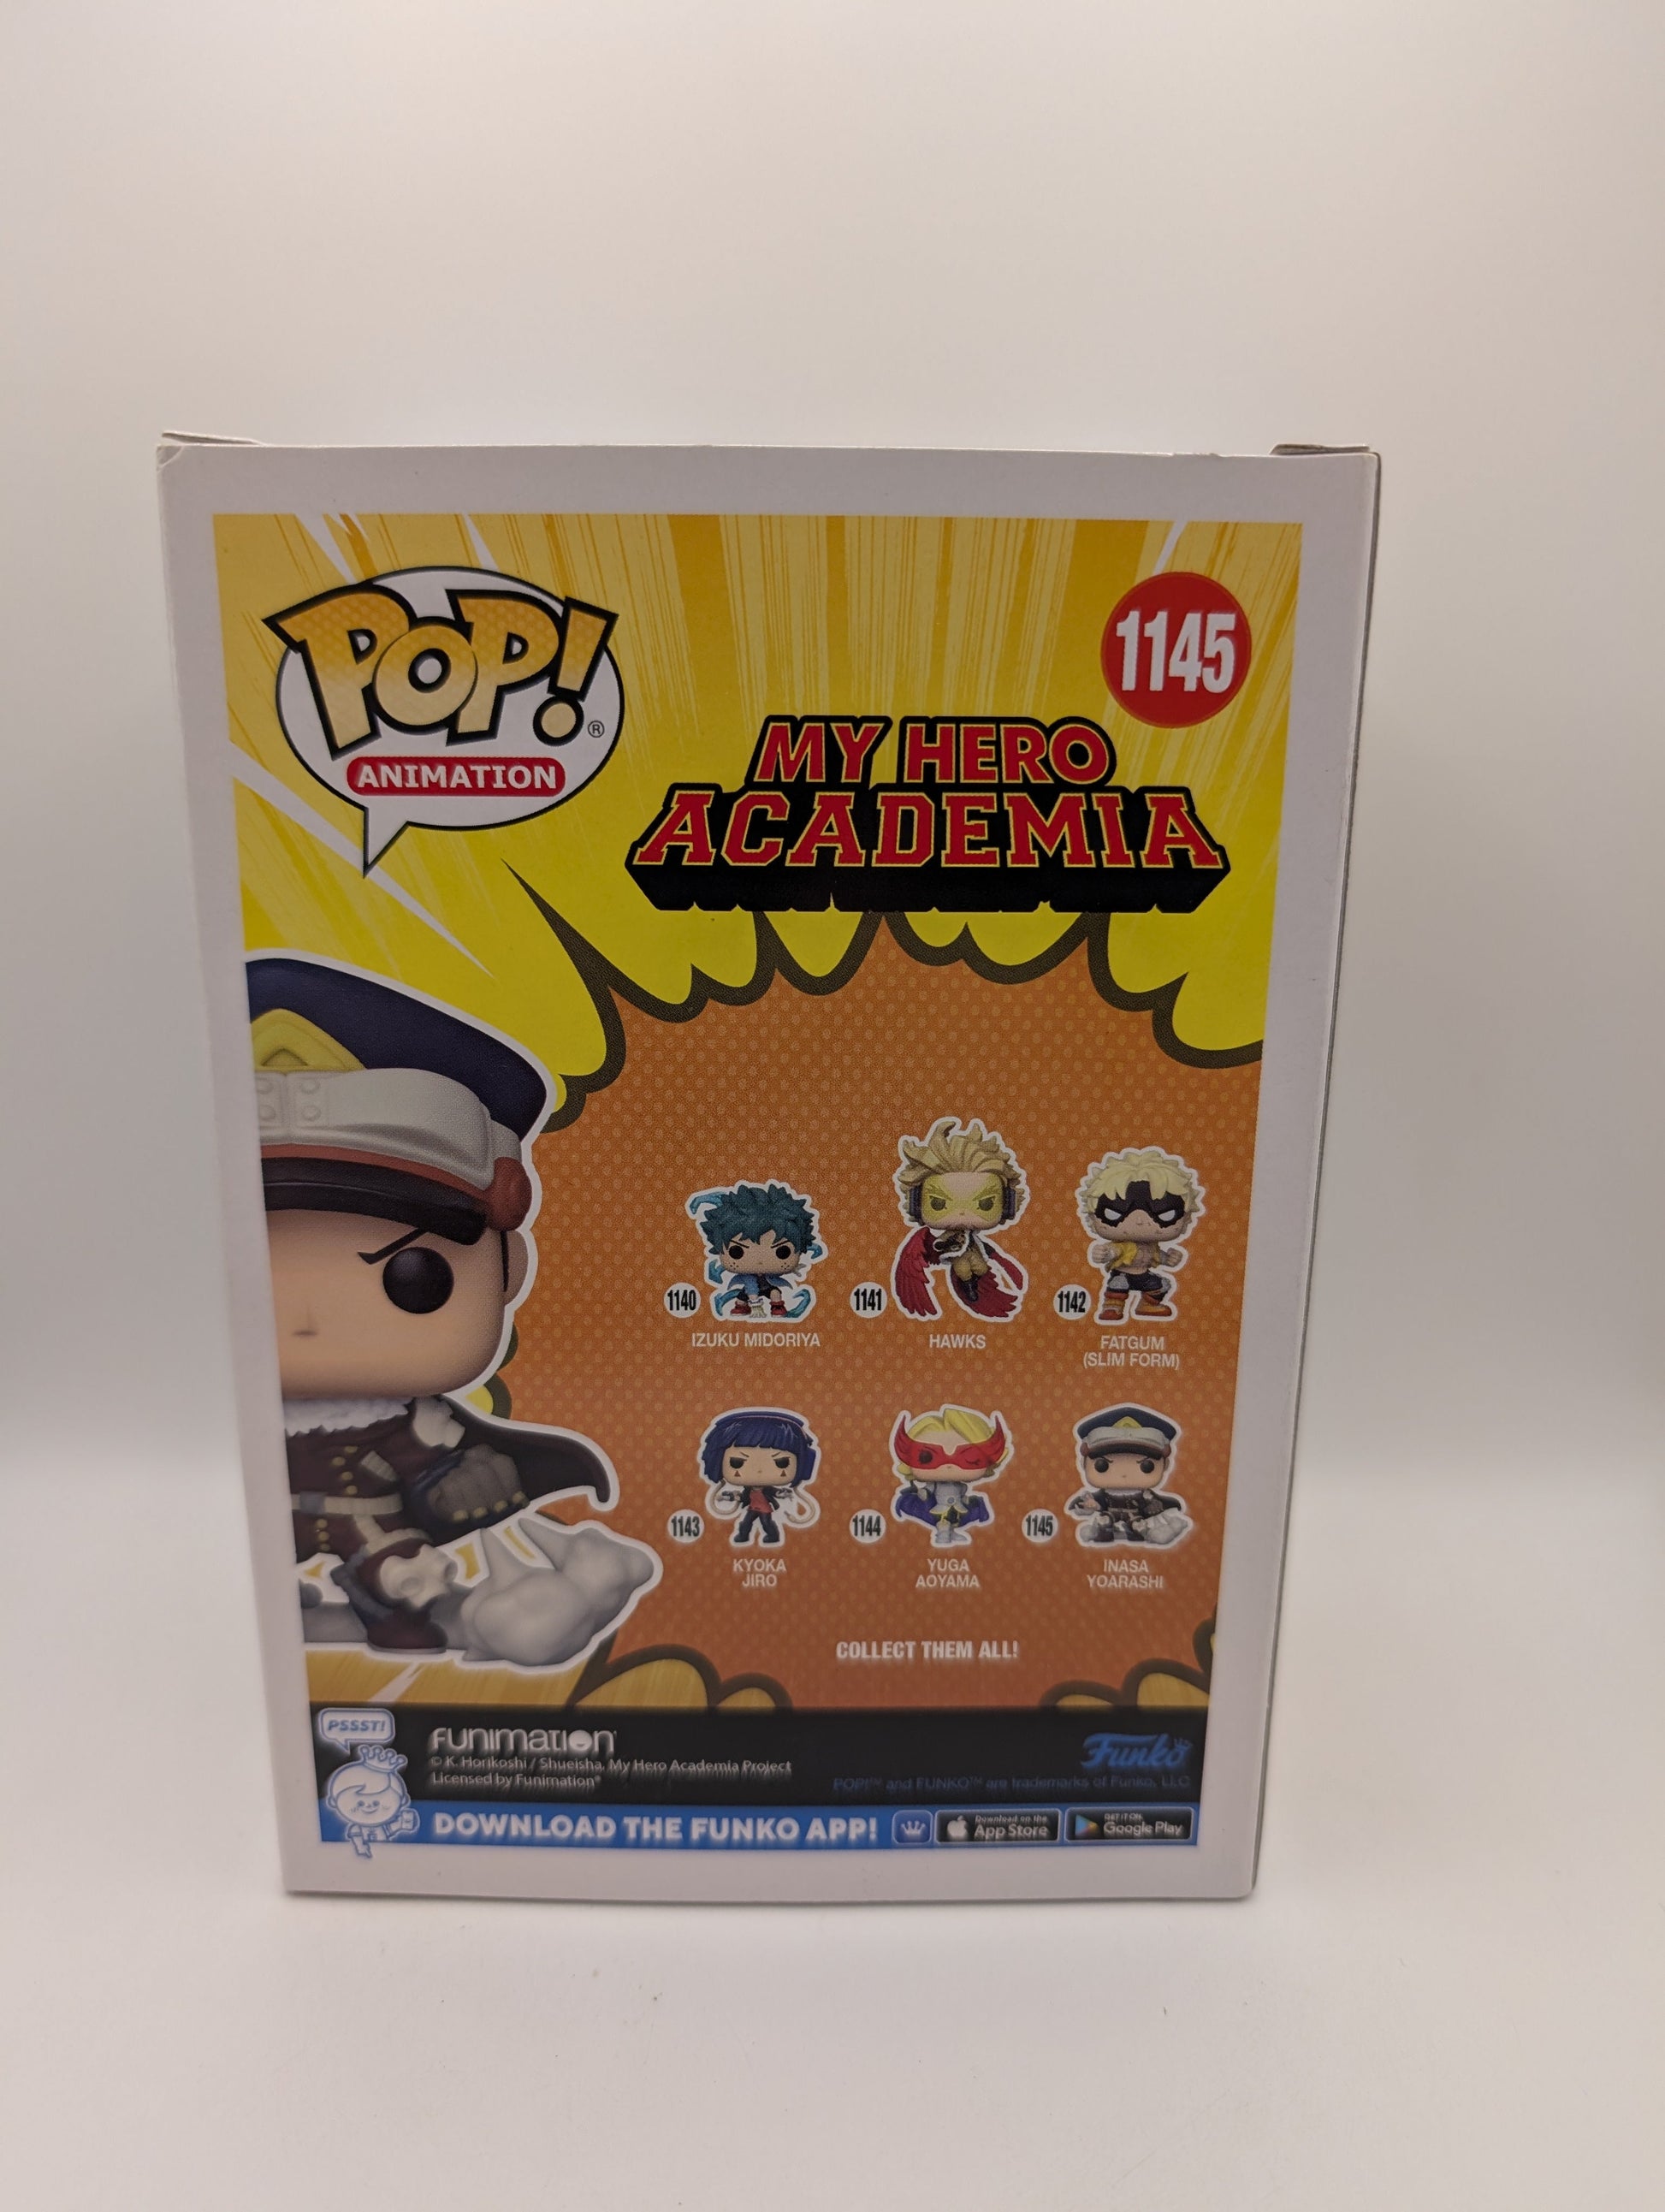 POP!®
ANIMATION
1145
MY HERO
ACADEMIA
1140
IZUKU MIDORIYA
1141
HAWKS
1142
FATGUM
(SLIM FORM)
1143
KYOKA
JIRO
1144
YUGA
AOYAMA
1145
INASA
YOARASHI
COLLECT THEM ALL!
PSSST!
FUNIMATION®
© K. Horikoshi / Shueisha, My Hero Academia Project
Licensed by Funimation®
Funko
POP!™ and FUNKO™ are trademarks of Funko, LLC
DOWNLOAD THE FUNKO APP!
Download on the
App Store
GET IT ON
Google Play